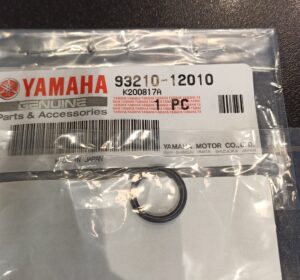 YAMAHA 93210-12010
K200817A
GENUINE
1 PC
Parts & Accessories
YAMAHA MOTOR CO., LTD.
JAPAN